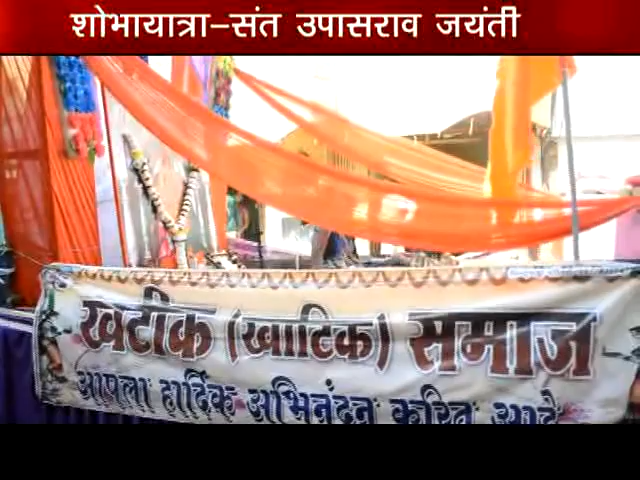 शोभायात्रा–संत उपासराव जयंती
खटीक (खाटिक) समाज
आपला हार्दिक अभिनंदन करित आहे